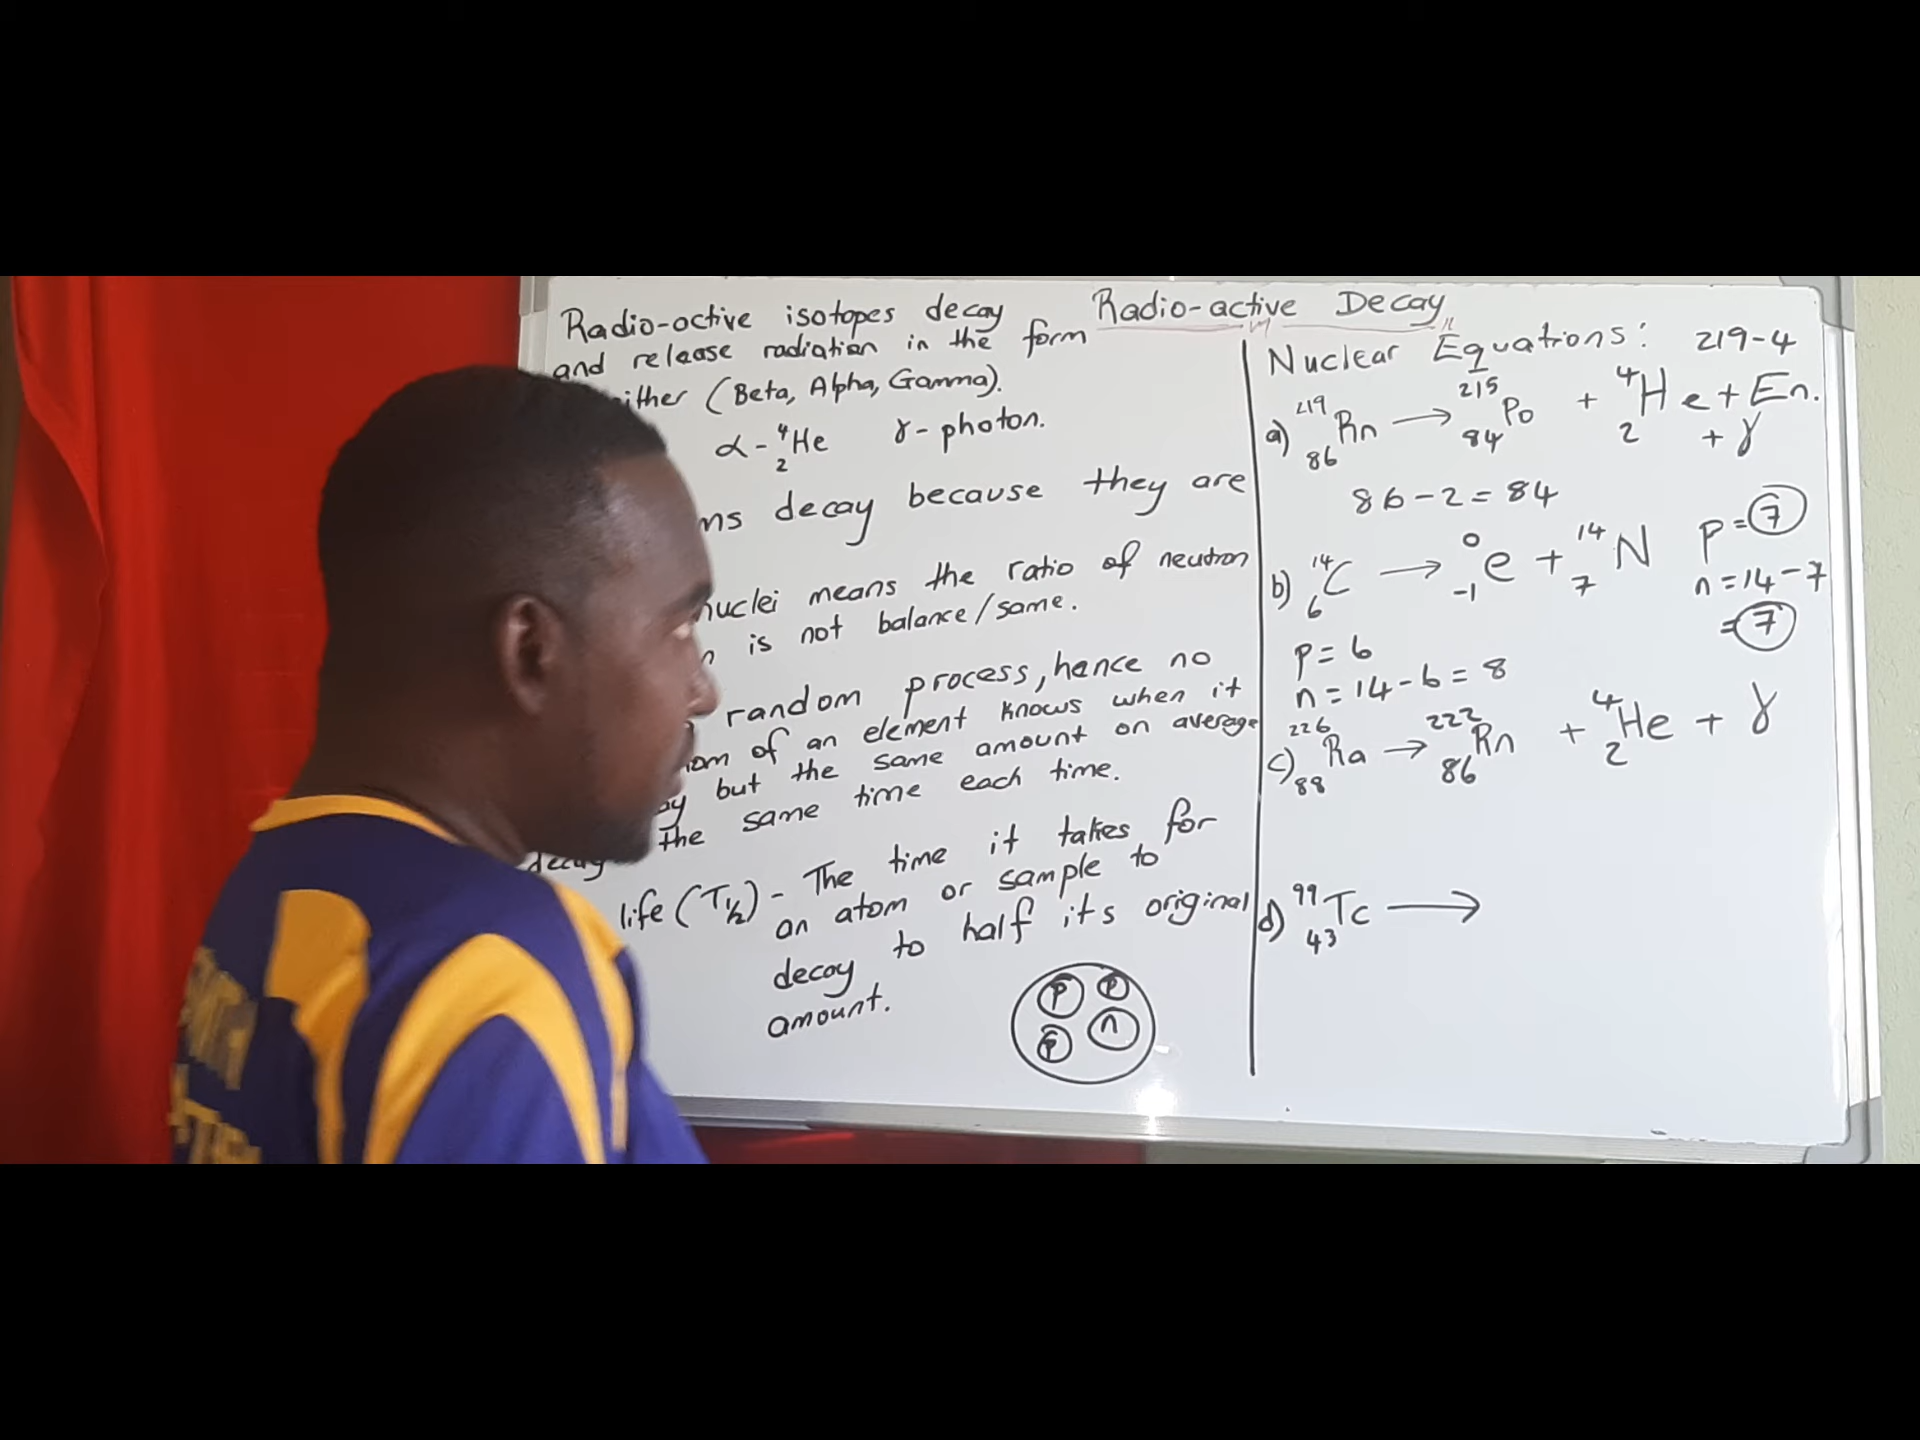 Radio-active Decay
Radio-active isotopes decay
and release radiation in the form
either (Beta, Alpha, Gamma).
α - ⁴₂He γ - photon.
decay because they are
nuclei means the ratio of neutron
is not balance/same.
random process, hence no
of an element knows when it
but the same amount on average
the same time each time.
decay
life (T½) - The time it takes for
an atom or sample to
decay to half its original
amount.
p p
p n
Nuclear Equations: 219-4
a) ²¹⁹₈₆Rn → ²¹⁵₈₄Po + ⁴₂He + En.
+ γ
86-2=84
b) ¹⁴₆C → ⁰₋₁e + ¹⁴₇N
p=7
n=14-7
=7
p=6
n=14-6=8
c) ²²⁶₈₈Ra → ²²²₈₆Rn + ⁴₂He + γ
d) ⁹⁹₄₃Tc →